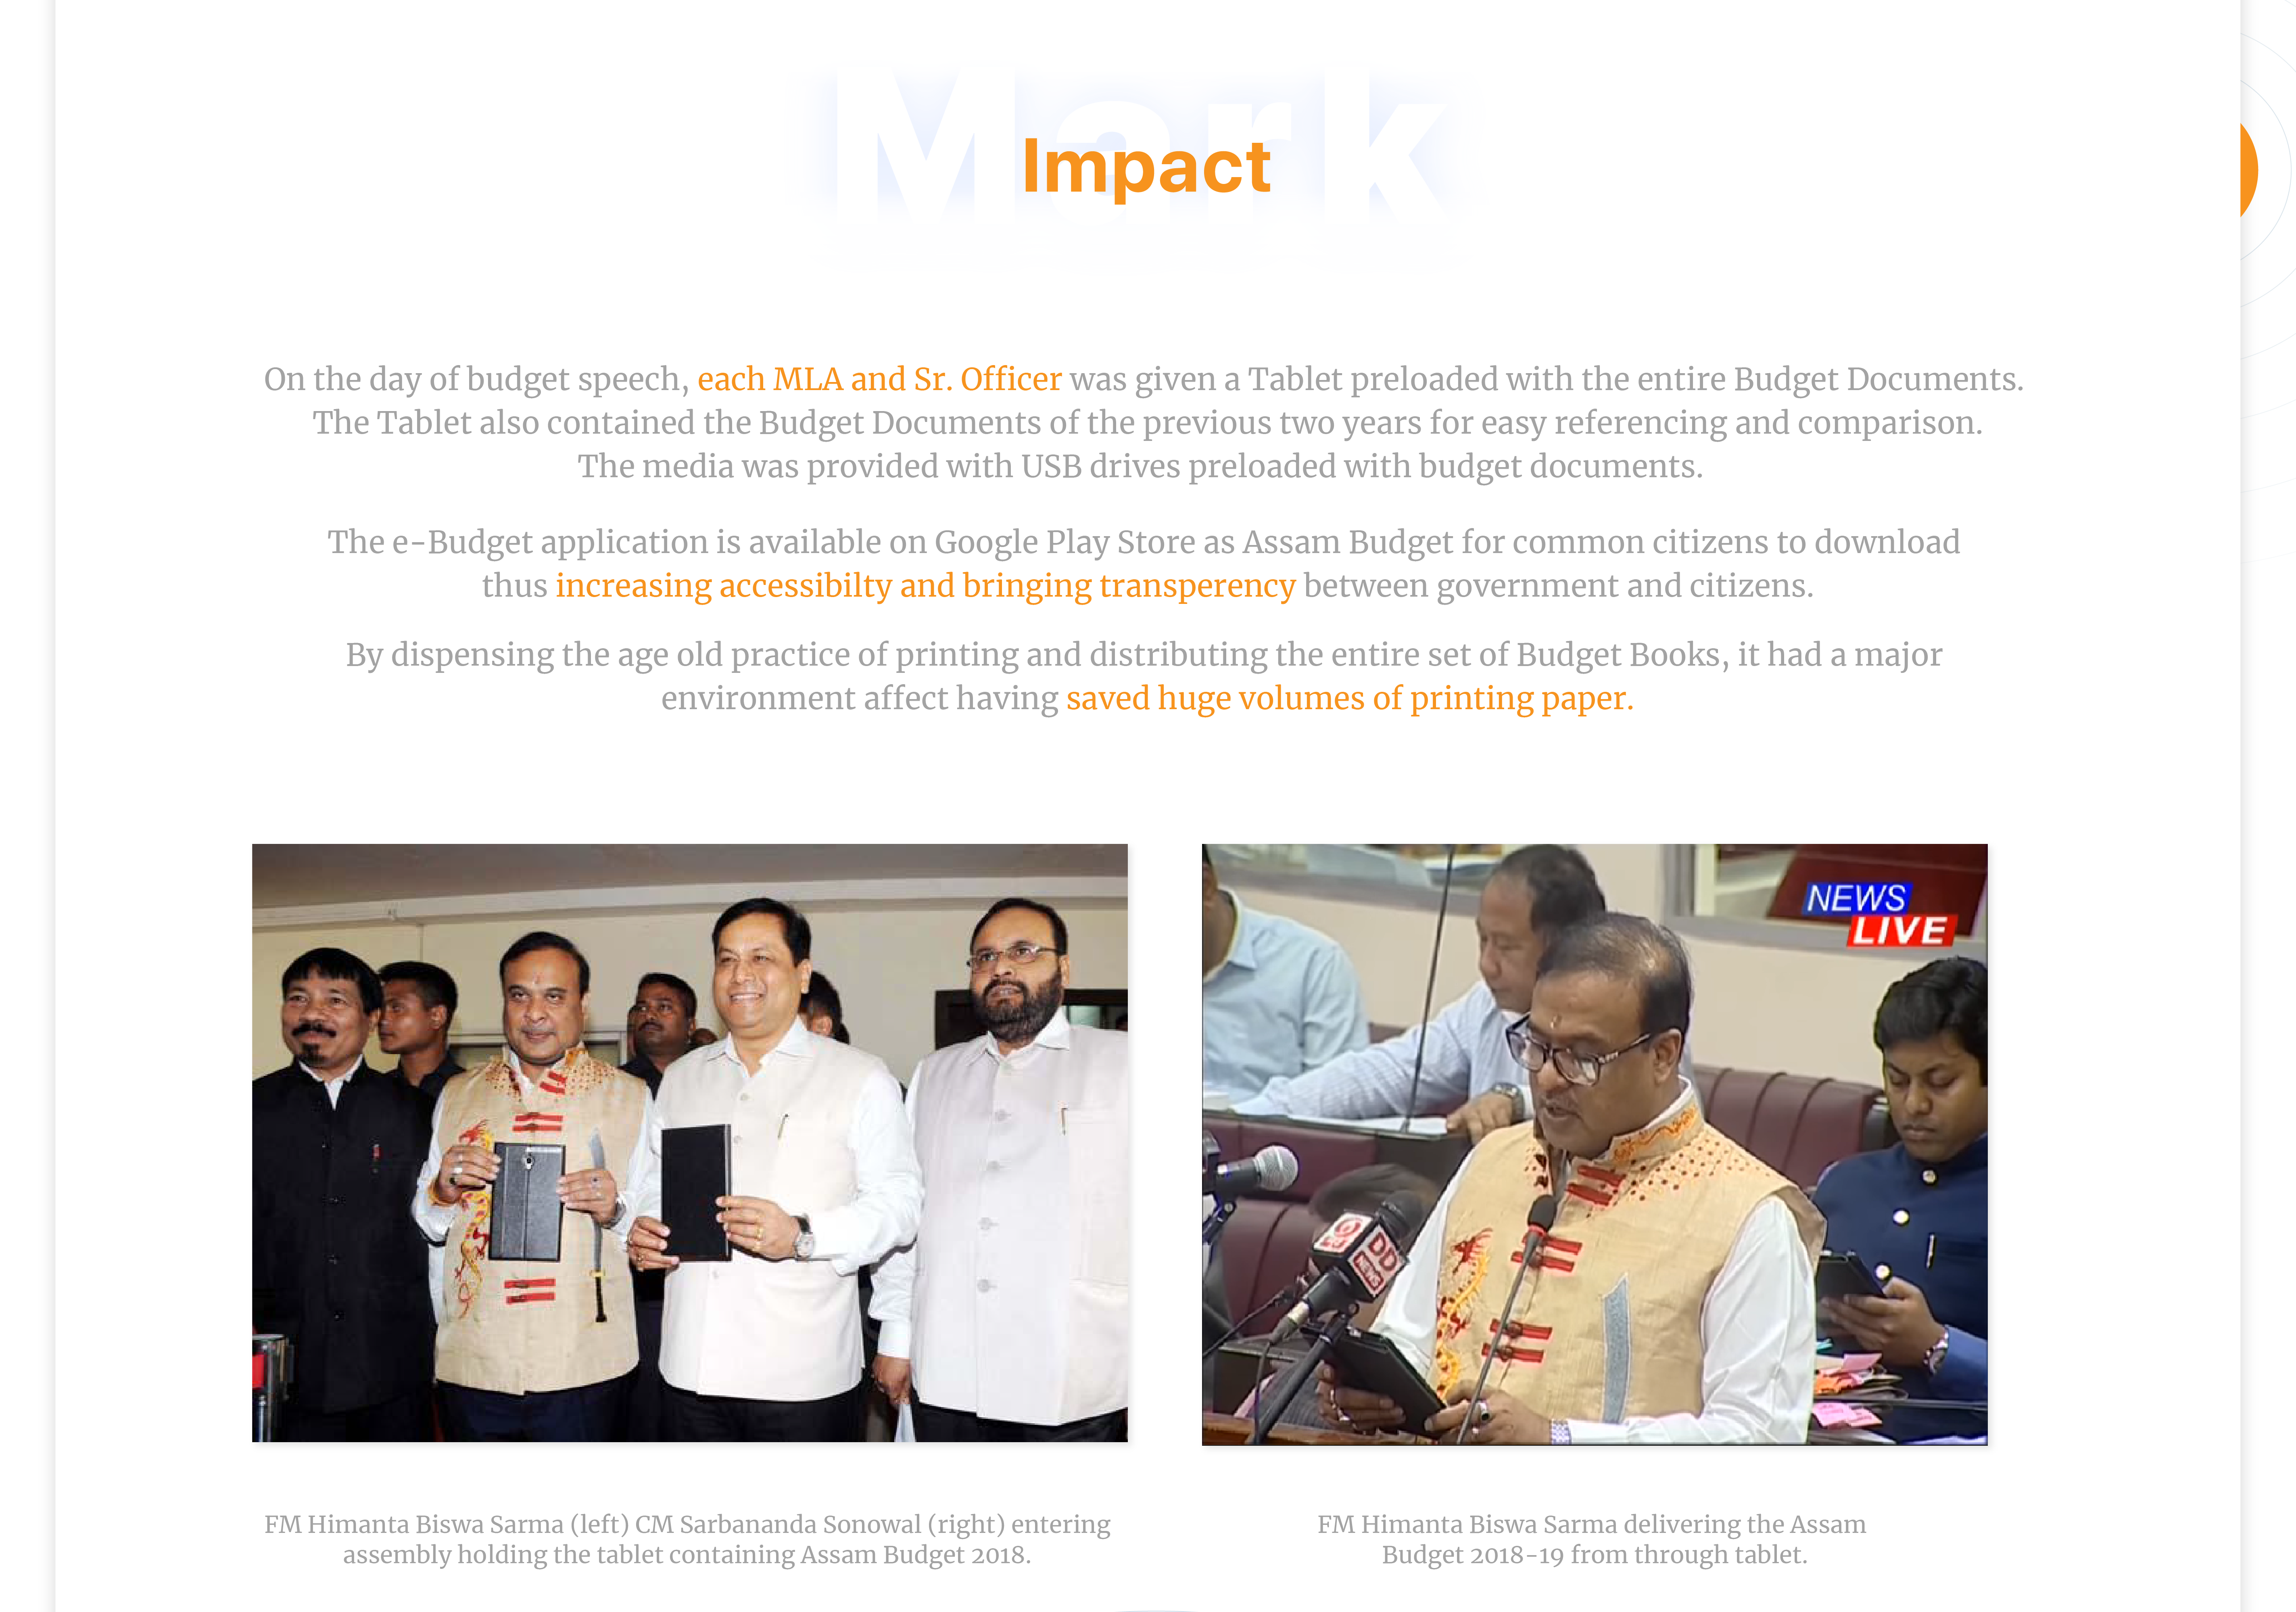 Mark
Impact
On the day of budget speech, each MLA and Sr. Officer was given a Tablet preloaded with the entire Budget Documents.
The Tablet also contained the Budget Documents of the previous two years for easy referencing and comparison.
The media was provided with USB drives preloaded with budget documents.
The e-Budget application is available on Google Play Store as Assam Budget for common citizens to download
thus increasing accessibilty and bringing transperency between government and citizens.
By dispensing the age old practice of printing and distributing the entire set of Budget Books, it had a major
environment affect having saved huge volumes of printing paper.
NEWS
LIVE
DD
NEWS
FM Himanta Biswa Sarma (left) CM Sarbananda Sonowal (right) entering
assembly holding the tablet containing Assam Budget 2018.
FM Himanta Biswa Sarma delivering the Assam
Budget 2018-19 from through tablet.